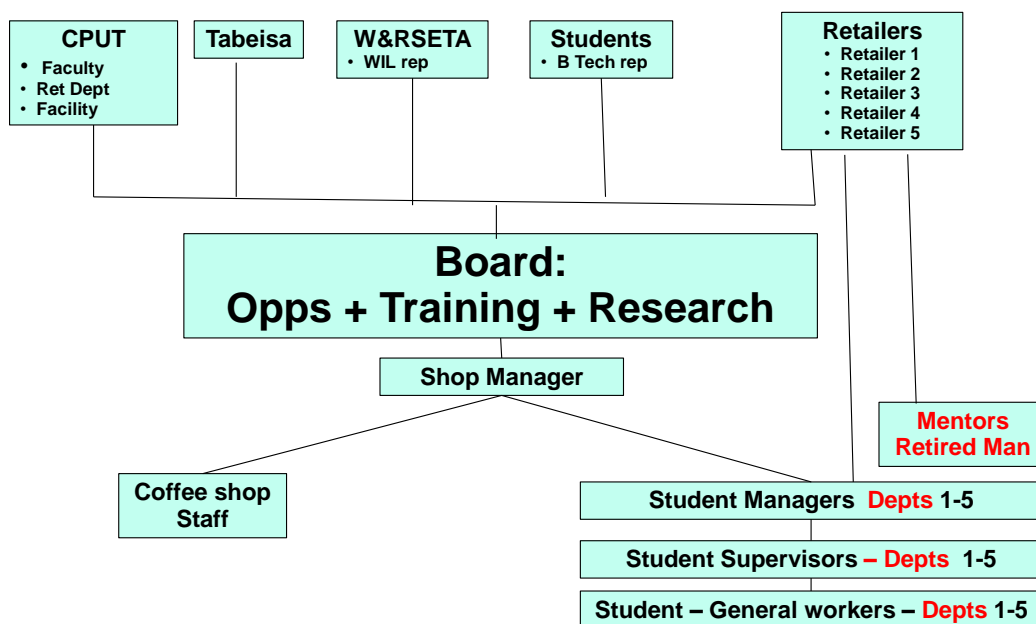 CPUT
• Faculty
• Ret Dept
• Facility
Tabeisa
W&RSETA
• WIL rep
Students
• B Tech rep
Retailers
• Retailer 1
• Retailer 2
• Retailer 3
• Retailer 4
• Retailer 5
Board:
Opps + Training + Research
Shop Manager
Mentors
Retired Man
Coffee shop
Staff
Student Managers Depts 1-5
Student Supervisors – Depts 1-5
Student – General workers – Depts 1-5